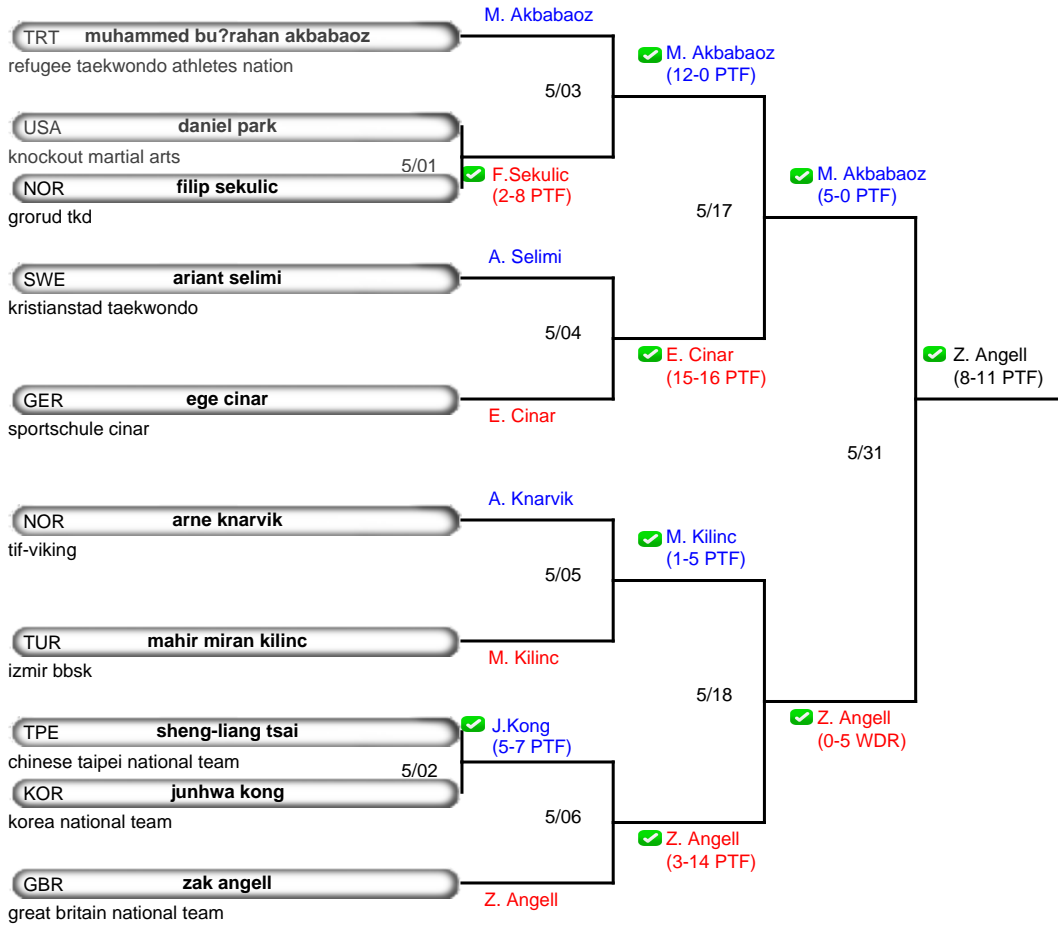 M. Akbabaoz
TRT muhammed bu?rahan akbabaoz
refugee taekwondo athletes nation
M. Akbabaoz
(12-0 PTF)
5/03
USA daniel park
knockout martial arts
5/01
F.Sekulic
(2-8 PTF)
NOR filip sekulic
grorud tkd
M. Akbabaoz
(5-0 PTF)
5/17
A. Selimi
SWE ariant selimi
kristianstad taekwondo
5/04
E. Cinar
(15-16 PTF)
Z. Angell
(8-11 PTF)
GER ege cinar
sportschule cinar
E. Cinar
5/31
A. Knarvik
NOR arne knarvik
tif-viking
M. Kilinc
(1-5 PTF)
5/05
TUR mahir miran kilinc
izmir bbsk
M. Kilinc
5/18
Z. Angell
(0-5 WDR)
TPE sheng-liang tsai
chinese taipei national team
J.Kong
(5-7 PTF)
5/02
KOR junhwa kong
korea national team
5/06
Z. Angell
(3-14 PTF)
GBR zak angell
great britain national team
Z. Angell